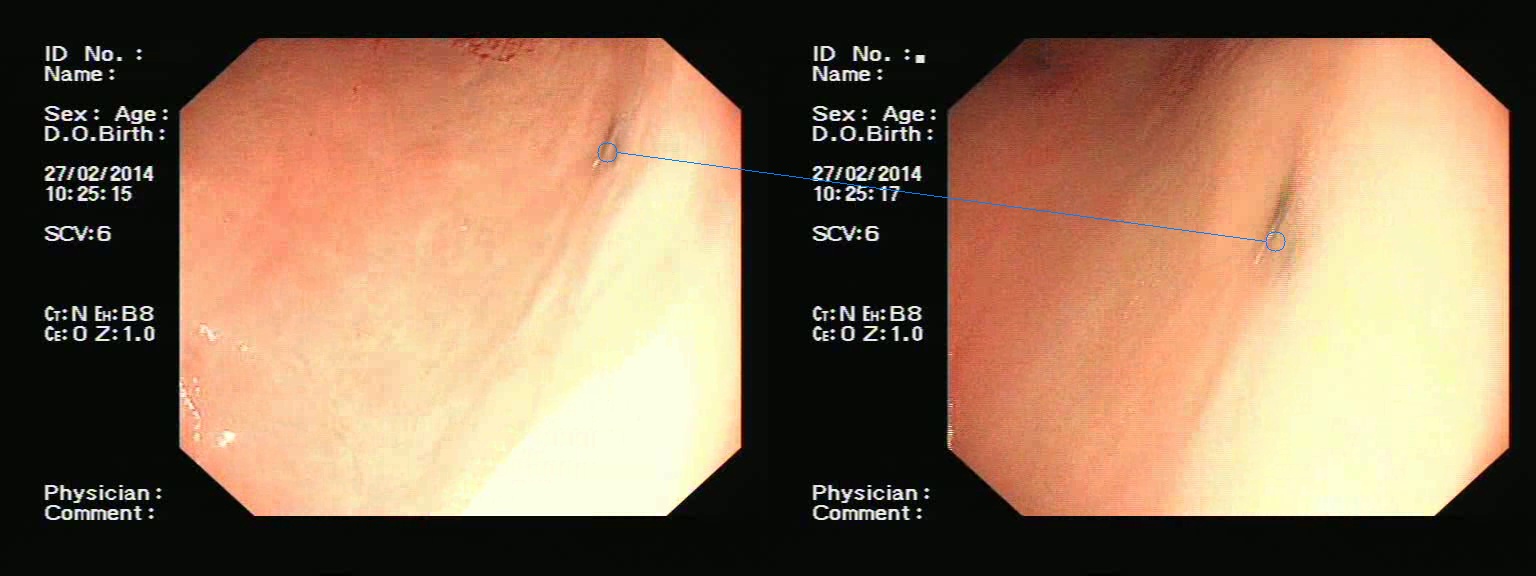 ID No. :
Name:
Sex: Age:
D.O.Birth:
27/02/2014
10:25:15
SCV:6
CT:N EH:B8
CE:0 Z:1.0
Physician:
Comment:
ID No. :
Name:
Sex: Age:
D.O.Birth:
27/02/2014
10:25:17
SCV:6
CT:N EH:B8
CE:0 Z:1.0
Physician:
Comment: